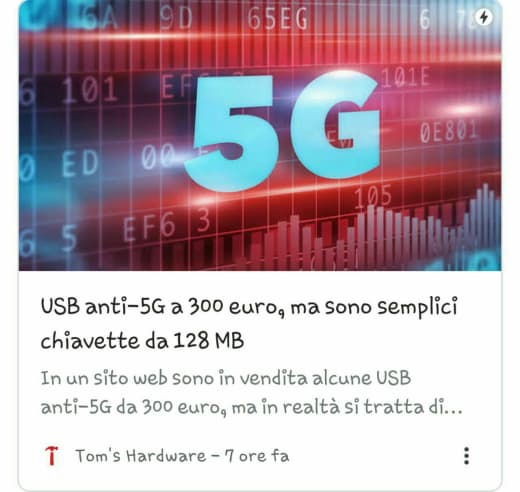 6A 9D 65EG 6
6 101 EF 101E
5G
0 ED 00 0E801
105
6 5 EF6 3
USB anti-5G a 300 euro, ma sono semplici
chiavette da 128 MB
In un sito web sono in vendita alcune USB
anti-5G da 300 euro, ma in realtà si tratta di...
Tom's Hardware - 7 ore fa